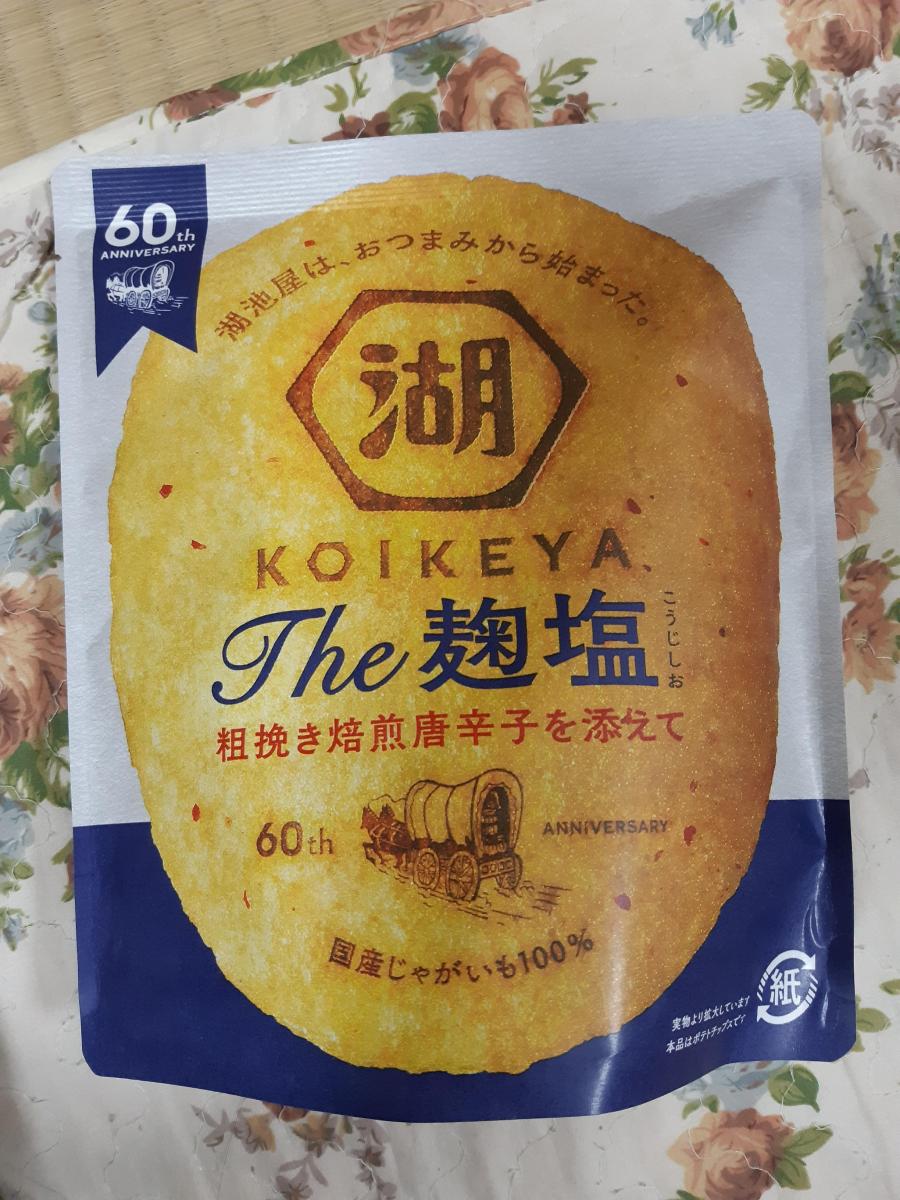 60th
ANNIVERSARY
湖池屋は、おつまみから始まった。
湖
KOIKEYA
The 麹塩
こうじしお
粗挽き焙煎唐辛子を添えて
60th ANNIVERSARY
国産じゃがいも100%
実物より拡大しています
本品はポテトチップスです
紙